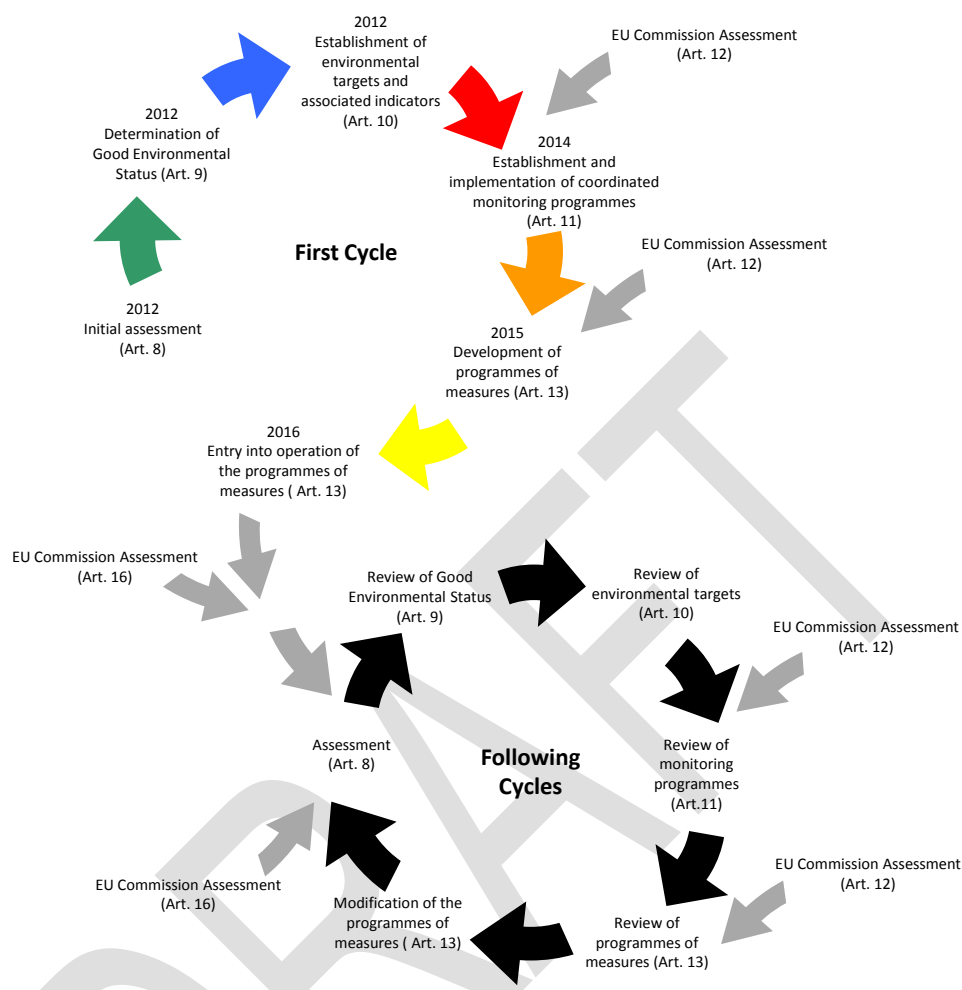 2012
Establishment of
environmental
targets and
associated indicators
(Art. 10)
EU Commission Assessment
(Art. 12)
2012
Determination of
Good Environmental
Status (Art. 9)
2014
Establishment and
implementation of coordinated
monitoring programmes
(Art. 11)
First Cycle
EU Commission Assessment
(Art. 12)
2012
Initial assessment
(Art. 8)
2015
Development of
programmes of
measures (Art. 13)
2016
Entry into operation of
the programmes of
measures ( Art. 13)
EU Commission Assessment
(Art. 16)
Review of Good
Environmental Status
(Art. 9)
Review of
environmental targets
(Art. 10)
EU Commission Assessment
(Art. 12)
Assessment
(Art. 8)
Following
Cycles
Review of
monitoring
programmes
(Art.11)
EU Commission Assessment
(Art. 16)
EU Commission Assessment
(Art. 12)
Modification of the
programmes of
measures ( Art. 13)
Review of
programmes of
measures (Art. 13)
DRAFT